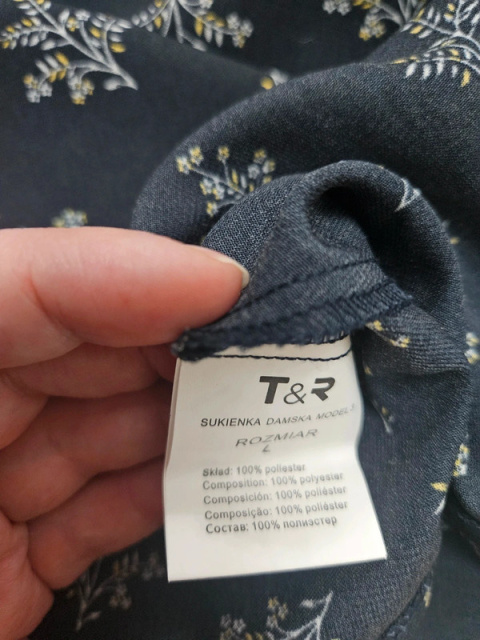 T&R
SUKIENKA DAMSKA MODEL:
ROZMIAR
L
Skład: 100% poliester
Composition: 100% polyester
Composición: 100% poliéster
Composição: 100% poliéster
Состав: 100% полиэстер